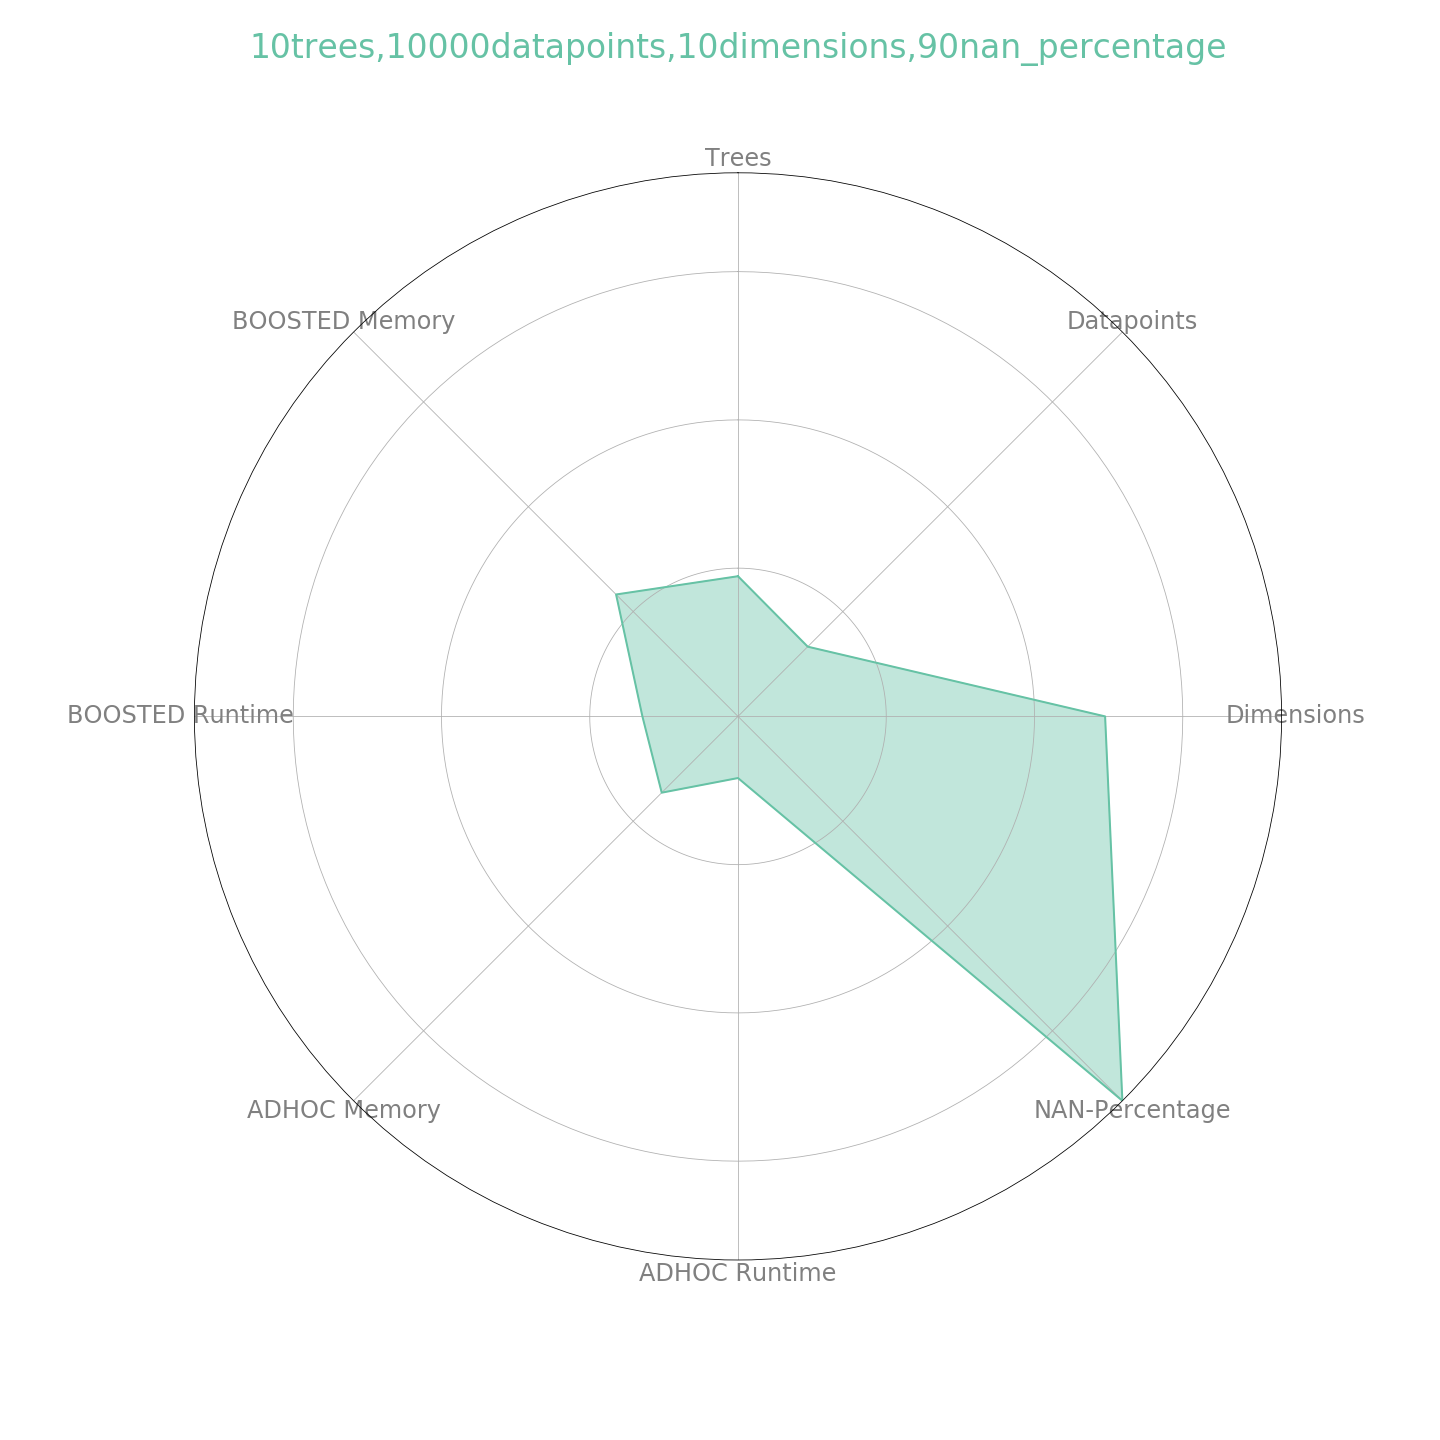 10trees,10000datapoints,10dimensions,90nan_percentage
Trees
BOOSTED Memory
Datapoints
BOOSTED Runtime
Dimensions
ADHOC Memory
NAN-Percentage
ADHOC Runtime